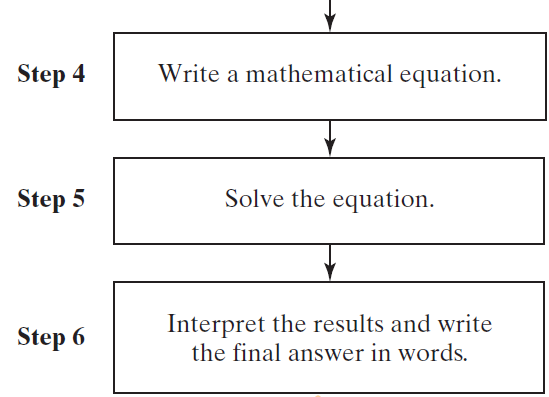 Step 4
Write a mathematical equation.
Step 5
Solve the equation.
Step 6
Interpret the results and write
the final answer in words.